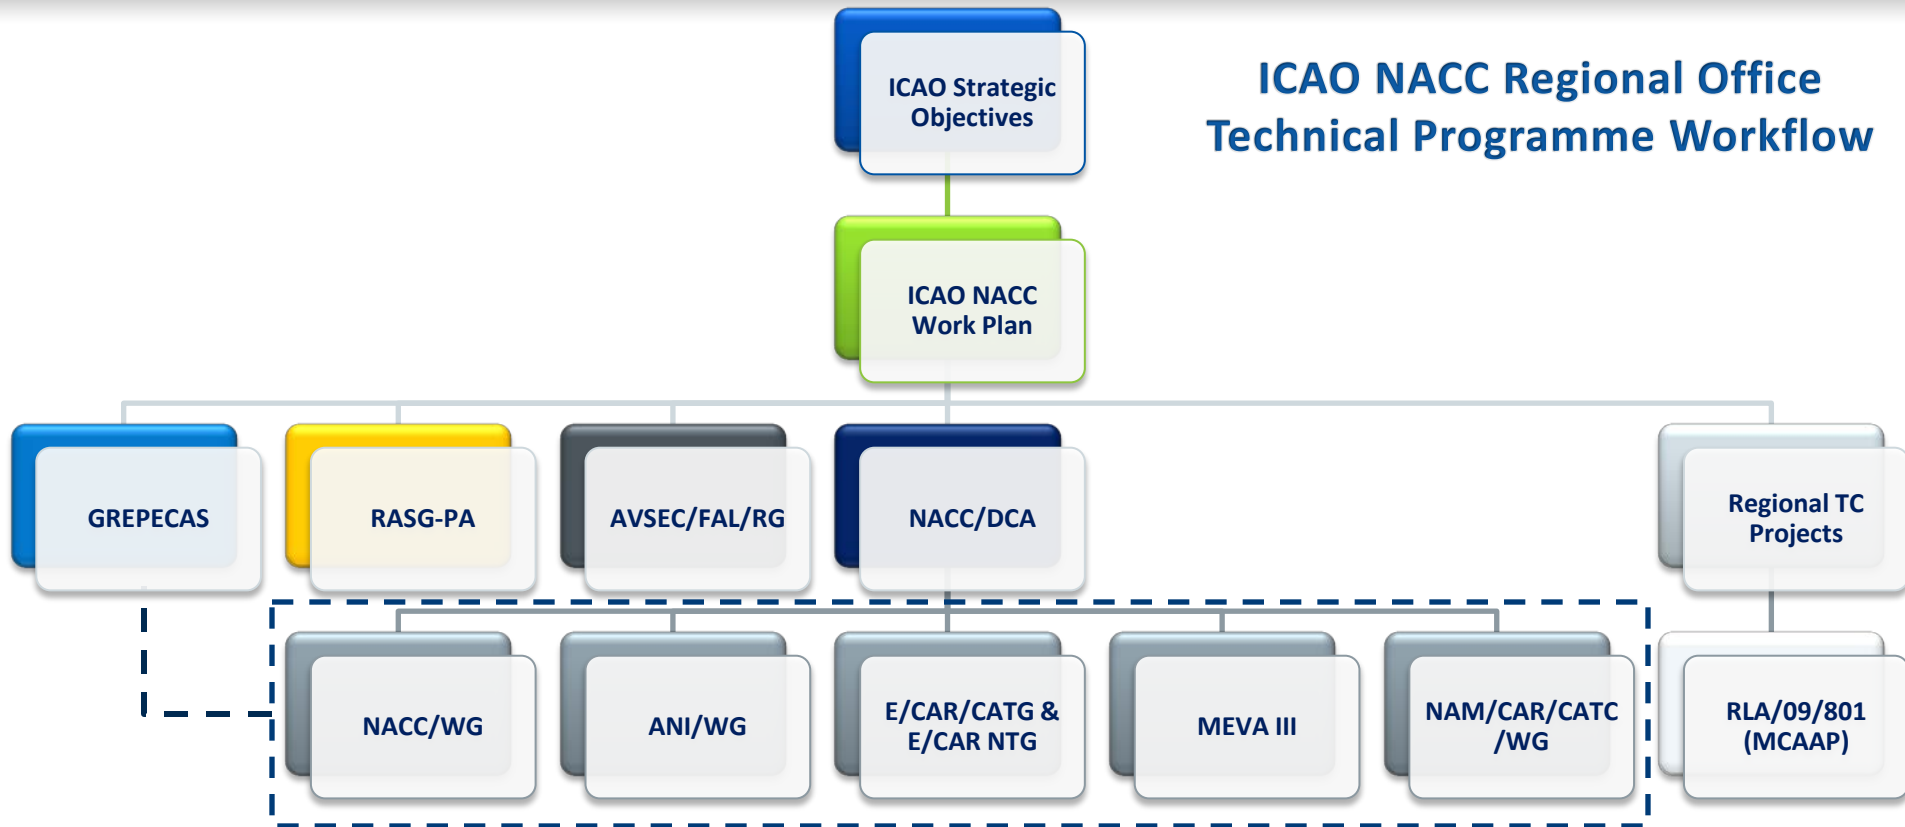 ICAO Strategic
Objectives
ICAO NACC Regional Office
Technical Programme Workflow
ICAO NACC
Work Plan
GREPECAS
RASG-PA
AVSEC/FAL/RG
NACC/DCA
Regional TC
Projects
NACC/WG
ANI/WG
E/CAR/CATG &
E/CAR NTG
MEVA III
NAM/CAR/CATC
/WG
RLA/09/801
(MCAAP)